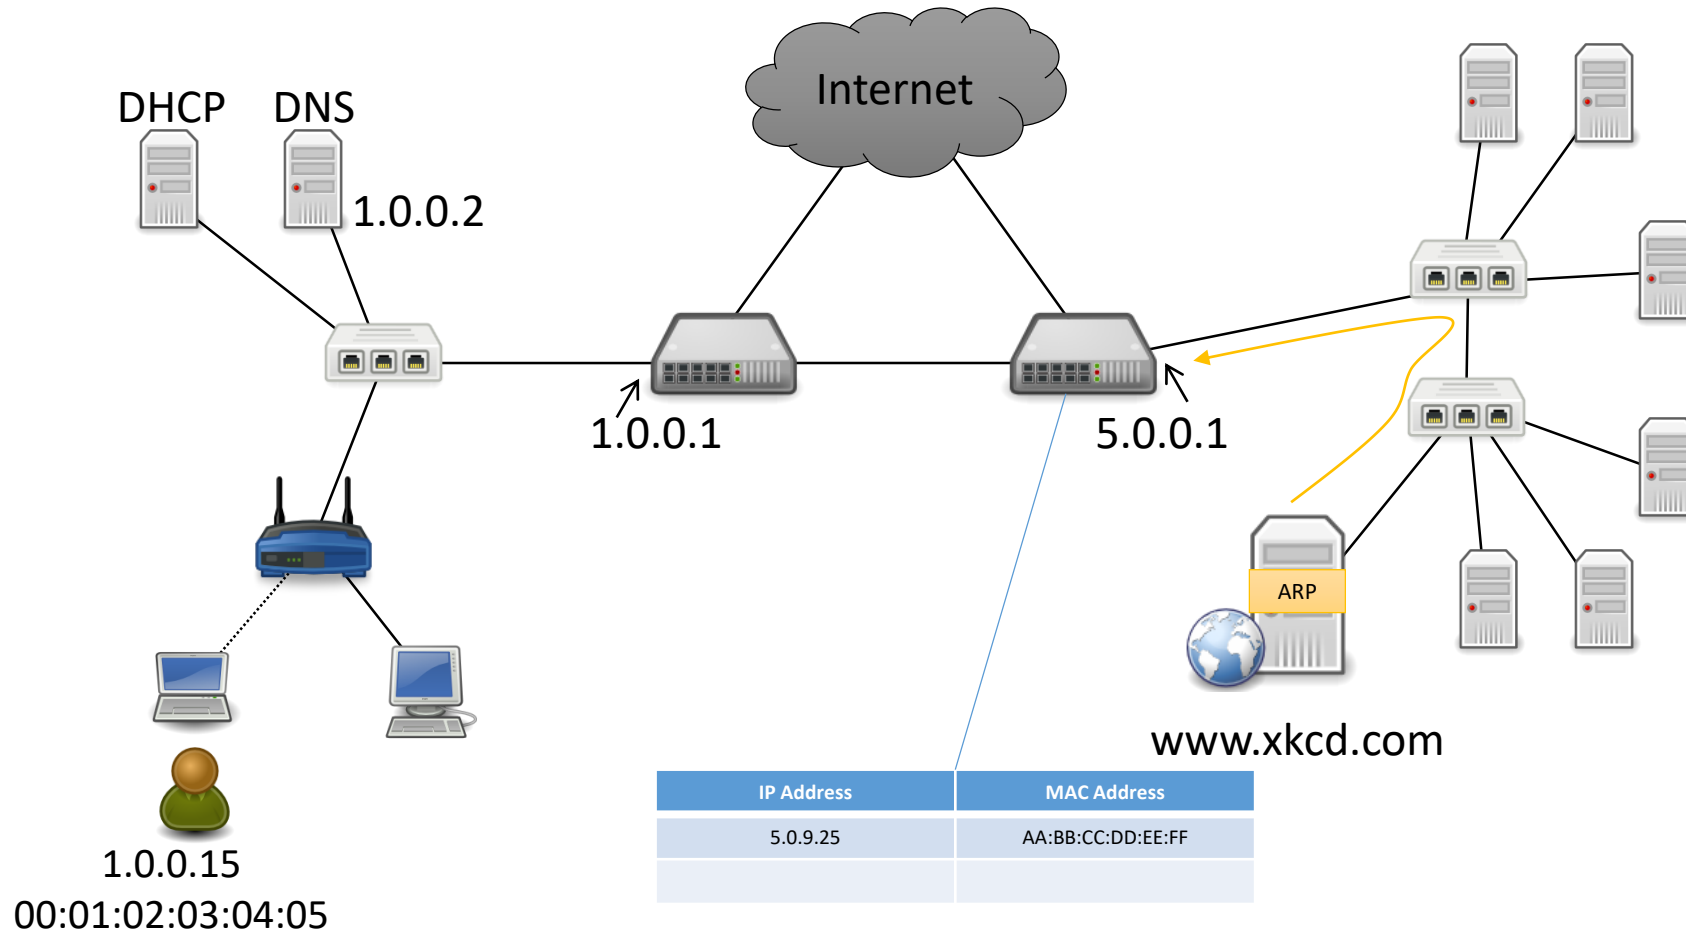 Internet
DHCP
DNS
1.0.0.2
1.0.0.1
5.0.0.1
ARP
www.xkcd.com
IP Address
MAC Address
5.0.9.25
AA:BB:CC:DD:EE:FF
1.0.0.15
00:01:02:03:04:05